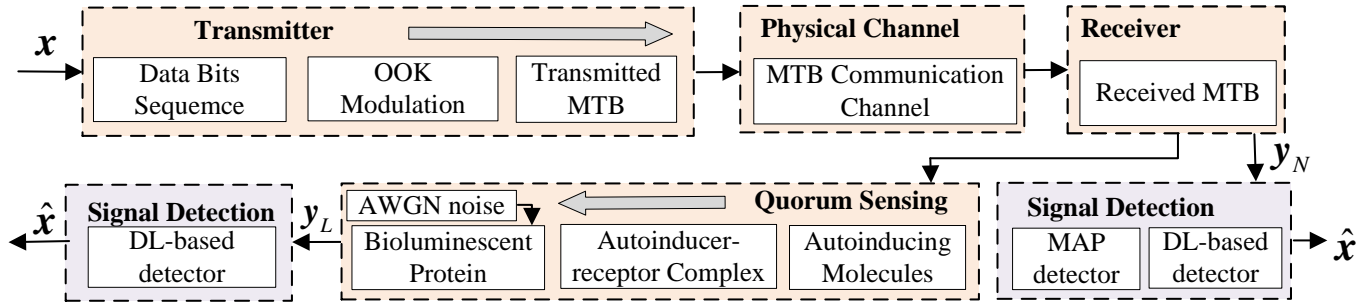 x
Transmitter
Data Bits
Sequemce
OOK
Modulation
Transmitted
MTB
Physical Channel
MTB Communication
Channel
Receiver
Received MTB
y_N
x̂
Signal Detection
DL-based
detector
y_L
AWGN noise
Quorum Sensing
Bioluminescent
Protein
Autoinducer-
receptor Complex
Autoinducing
Molecules
Signal Detection
MAP
detector
DL-based
detector
x̂